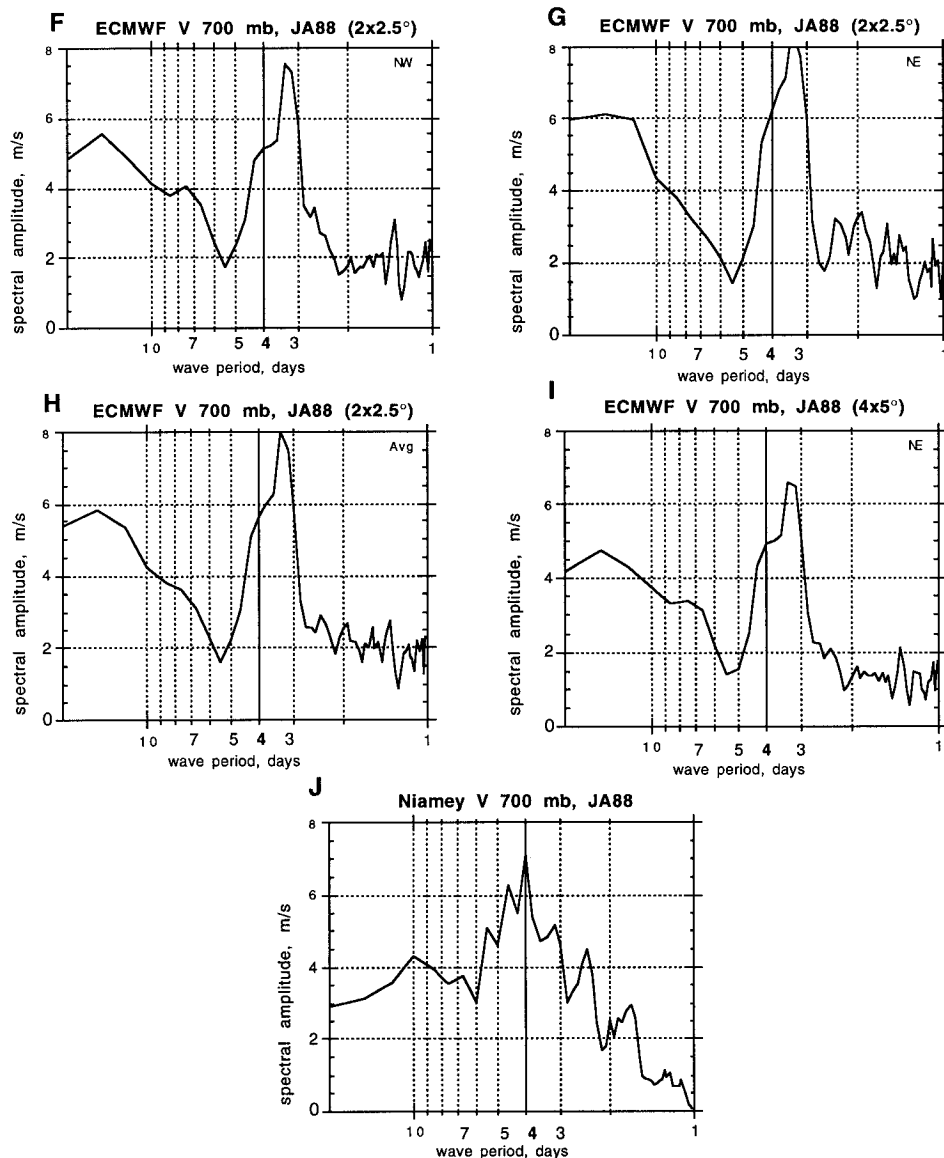 F
ECMWF V 700 mb, JA88 (2x2.5°)
NW
spectral amplitude, m/s
8
6
4
2
0
10 7 5 4 3 1
wave period, days
G
ECMWF V 700 mb, JA88 (2x2.5°)
NE
spectral amplitude, m/s
8
6
4
2
0
10 7 5 4 3 1
wave period, days
H
ECMWF V 700 mb, JA88 (2x2.5°)
Avg
spectral amplitude, m/s
8
6
4
2
0
10 7 5 4 3 1
wave period, days
I
ECMWF V 700 mb, JA88 (4x5°)
NE
spectral amplitude, m/s
8
6
4
2
0
10 7 5 4 3 1
wave period, days
J
Niamey V 700 mb, JA88
spectral amplitude, m/s
8
6
4
2
0
10 7 5 4 3 1
wave period, days